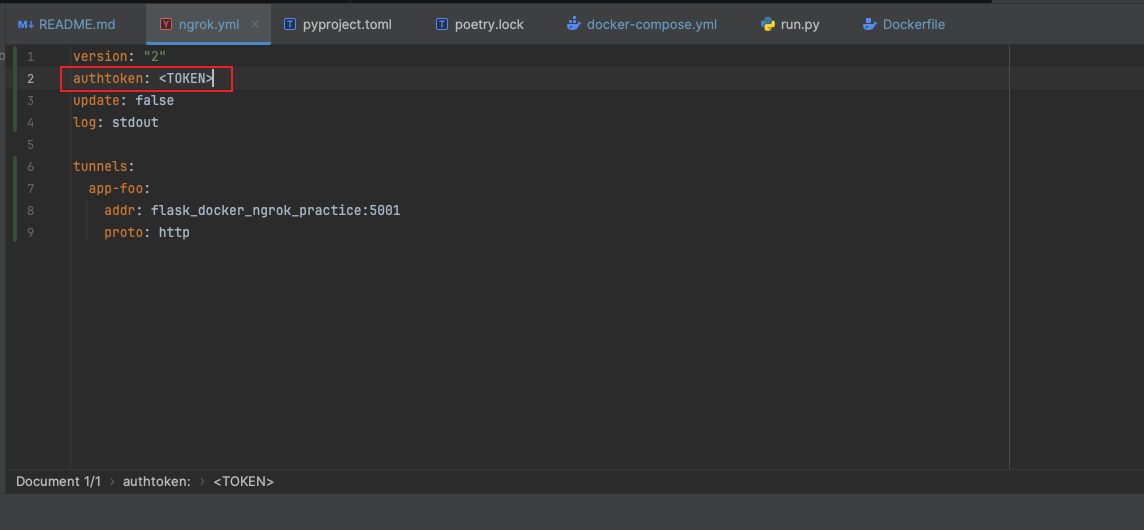 M↓ README.md Y ngrok.yml × T pyproject.toml T poetry.lock docker-compose.yml run.py Dockerfile
1 version: "2"
2 authtoken: <TOKEN>
3 update: false
4 log: stdout
5
6 tunnels:
7 app-foo:
8 addr: flask_docker_ngrok_practice:5001
9 proto: http
Document 1/1 › authtoken: › <TOKEN>